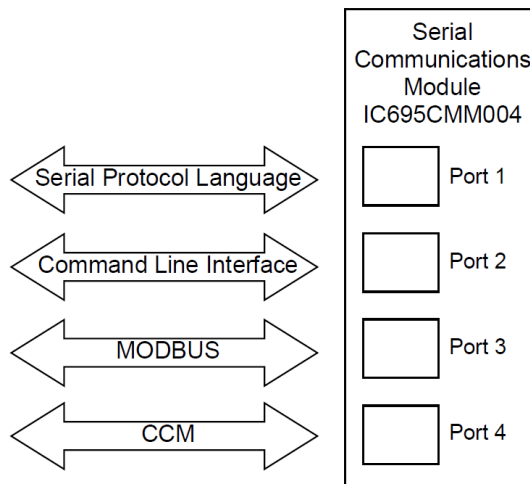 Serial
Communications
Module
IC695CMM004
Serial Protocol Language
Port 1
Command Line Interface
Port 2
MODBUS
Port 3
CCM
Port 4